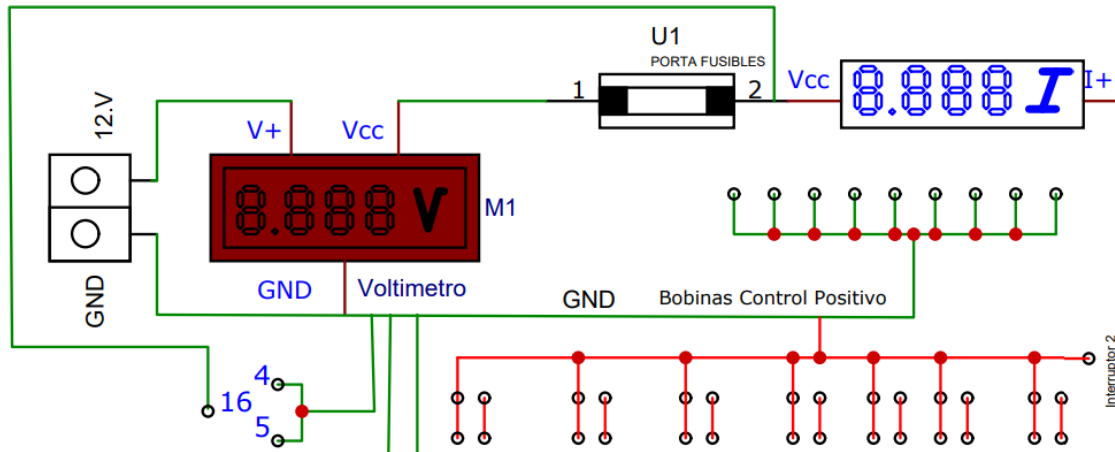 U1
PORTA FUSIBLES
12.V
V+
Vcc
1
2
Vcc
8.888 I
I+
8.888 V
M1
GND
GND
Voltimetro
GND
Bobinas Control Positivo
Interruptor 2
4
16
5